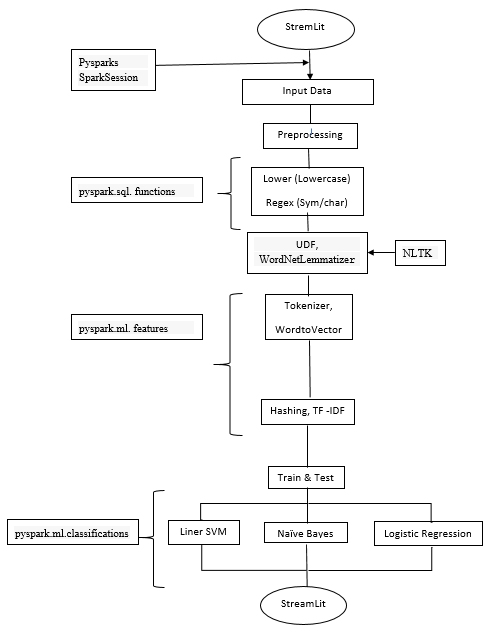 StremLit
Pysparks
SparkSession
Input Data
Preprocessing
pyspark.sql. functions
Lower (Lowercase)
Regex (Sym/char)
UDF,
WordNetLemmatizer
NLTK
pyspark.ml. features
Tokenizer,
WordtoVector
Hashing, TF -IDF
Train & Test
pyspark.ml.classifications
Liner SVM
Naïve Bayes
Logistic Regression
StreamLit